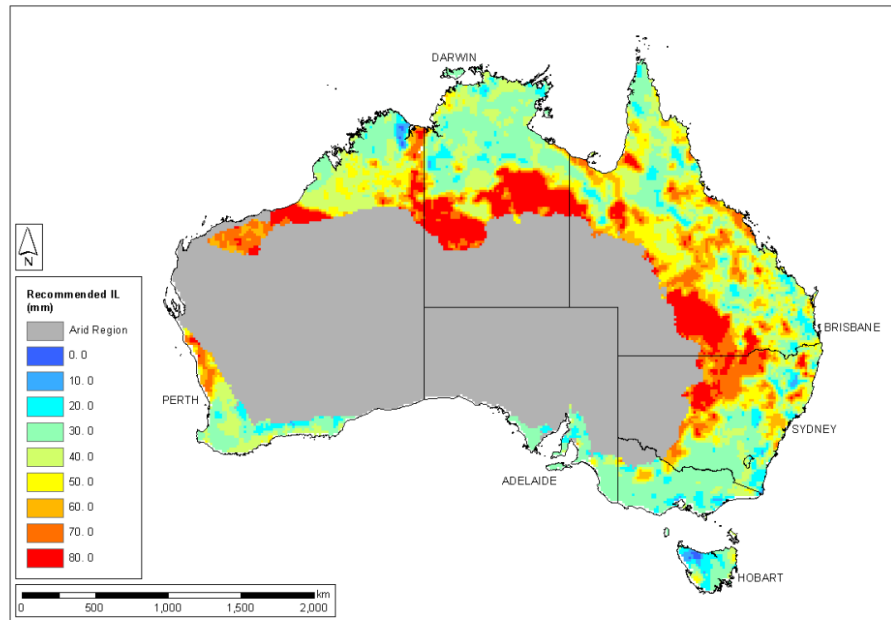 DARWIN
N
Recommended IL
(mm)
Arid Region
0. 0
10. 0
20. 0
30. 0
40. 0
50. 0
60. 0
70. 0
80. 0
BRISBANE
PERTH
SYDNEY
ADELAIDE
HOBART
km
0 500 1,000 1,500 2,000